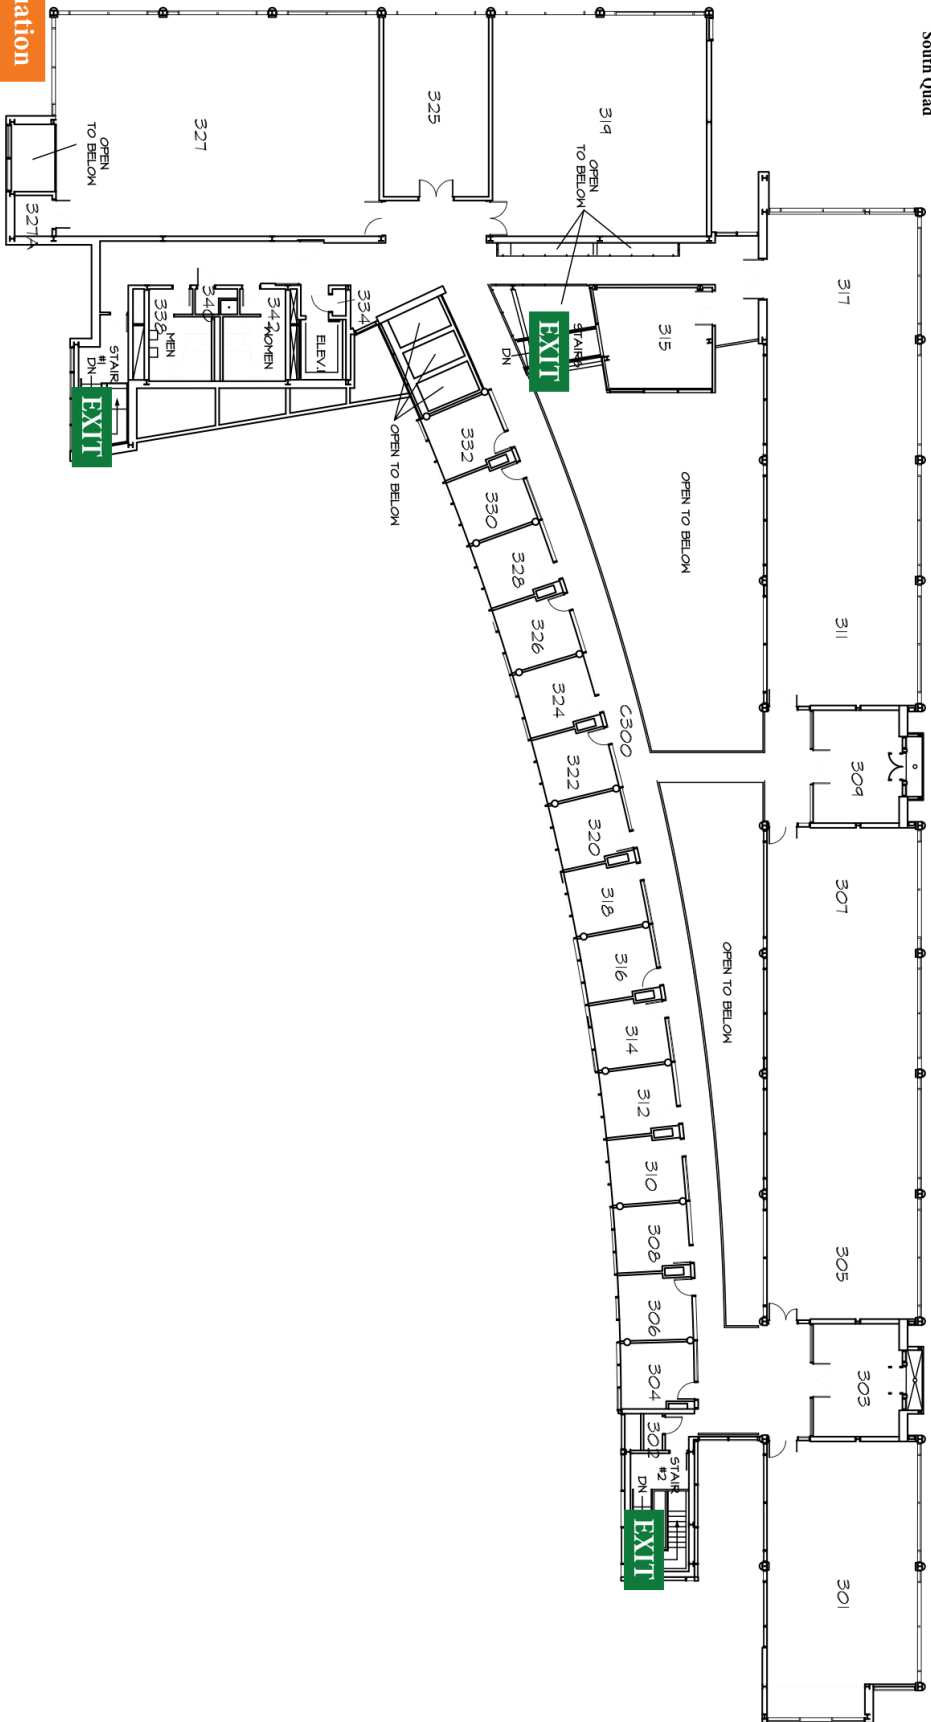 South Quad
317
311
309
307
305
303
301
OPEN TO BELOW
OPEN TO BELOW
315
319
OPEN
TO BELOW
STAIRS
DN
EXIT
C300
332
330
328
326
324
322
320
318
316
314
312
310
308
306
304
302
STAIR
#2
DN
EXIT
325
OPEN TO BELOW
334
ELEV.
342
WOMEN
340
338
MEN
327
OPEN
TO BELOW
327A
STAIR
#1
DN
EXIT
uation